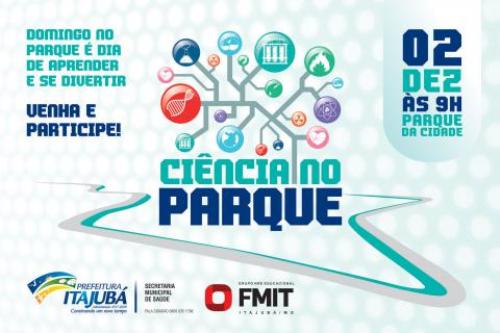 DOMINGO NO
PARQUE É DIA
DE APRENDER
E SE DIVERTIR
VENHA E
PARTICIPE!
02
DEZ
ÀS 9H
PARQUE
DA CIDADE
CIÊNCIA NO
PARQUE
PREFEITURA
ITAJUBÁ
Construindo um novo tempo
SECRETARIA
MUNICIPAL
DE SAÚDE
GRUPO EDUCACIONAL
FMIT
ITAJUBÁ/MG